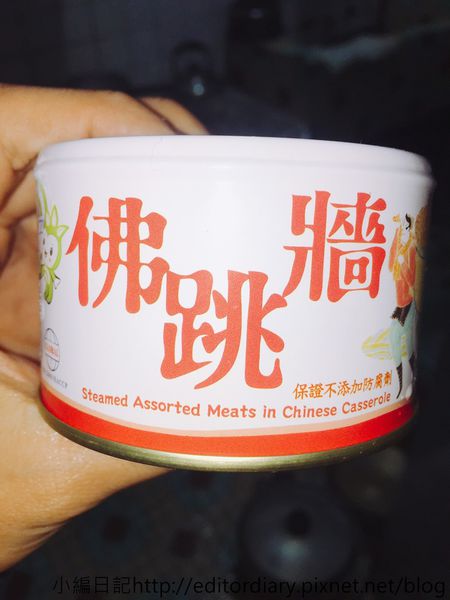 佛跳牆
Steamed Assorted Meats in Chinese Casserole
保證不添加防腐劑
小編日記http://editordiary.pixnet.net/blog